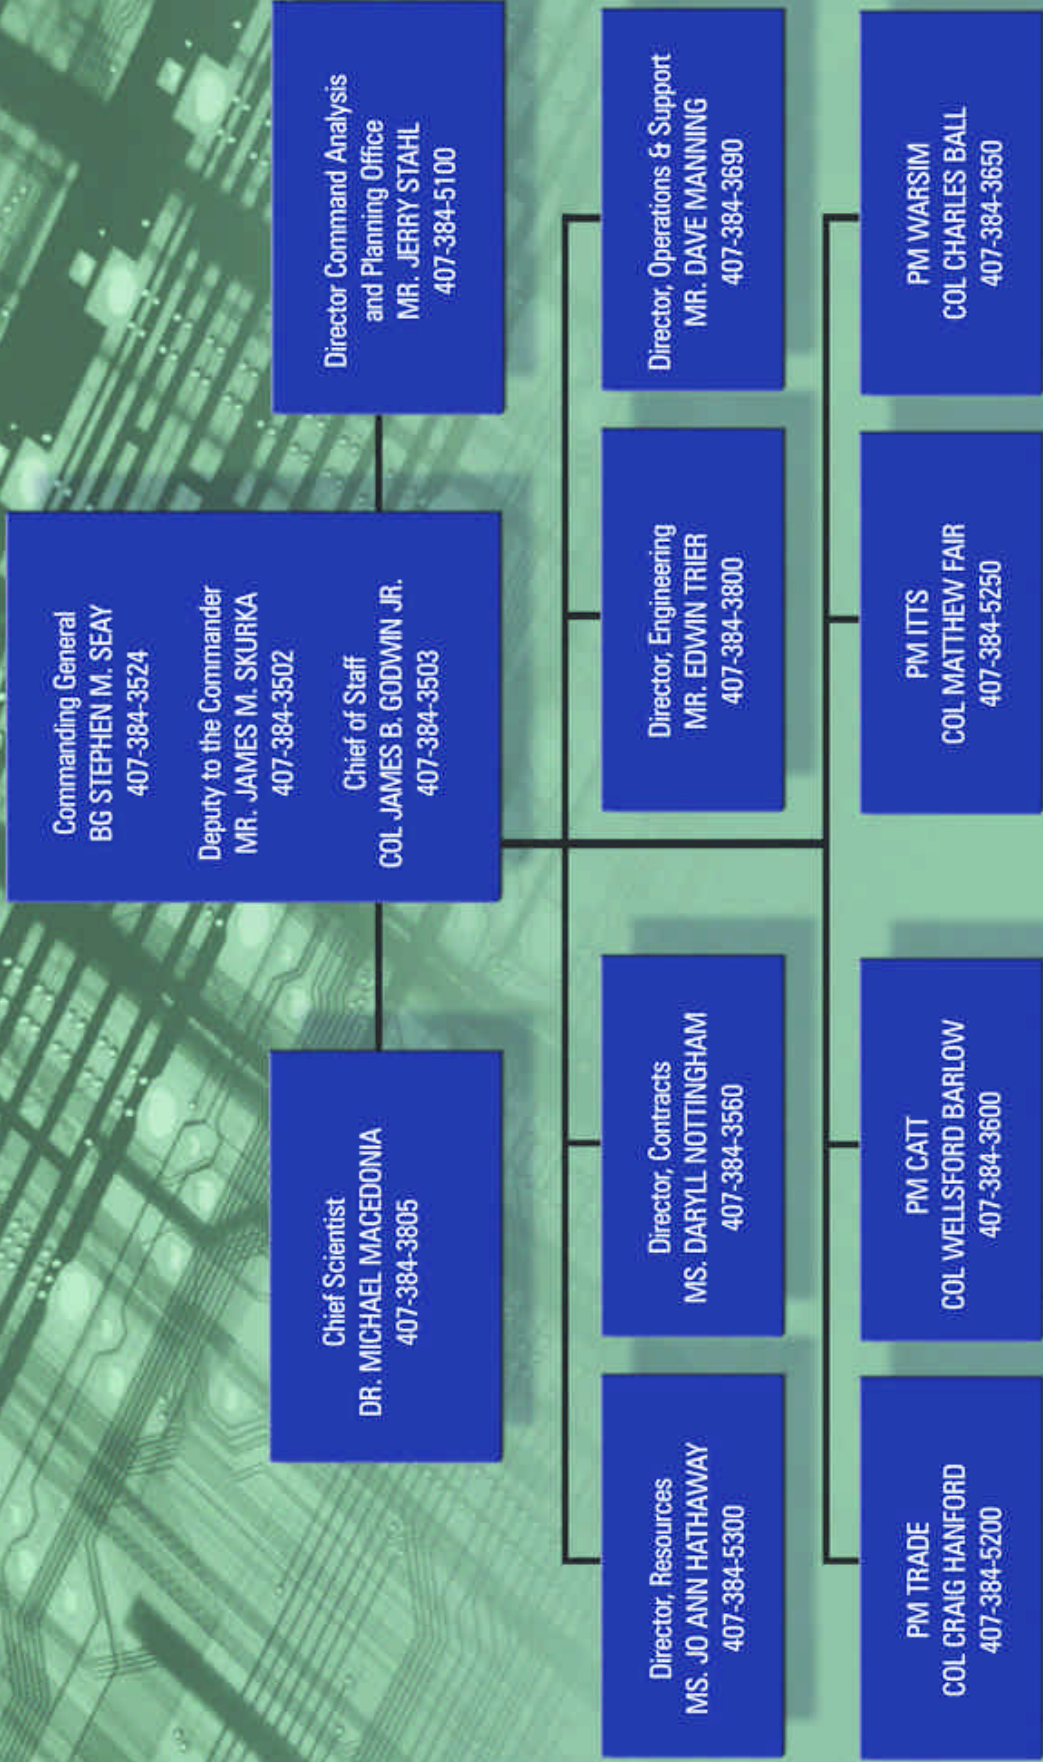 Commanding General
BG STEPHEN M. SEAY
407-384-3524
Deputy to the Commander
MR. JAMES M. SKURKA
407-384-3502
Chief of Staff
COL JAMES B. GODWIN JR.
407-384-3503
Chief Scientist
DR. MICHAEL MACEDONIA
407-384-3805
Director Command Analysis
and Planning Office
MR. JERRY STAHL
407-384-5100
Director, Resources
MS. JO ANN HATHAWAY
407-384-5300
Director, Contracts
MS. DARYLL NOTTINGHAM
407-384-3560
Director, Engineering
MR. EDWIN TRIER
407-384-3800
Director, Operations & Support
MR. DAVE MANNING
407-384-3690
PM TRADE
COL CRAIG HANFORD
407-384-5200
PM CATT
COL WELLSFORD BARLOW
407-384-3600
PM ITTS
COL MATTHEW FAIR
407-384-5250
PM WARSIM
COL CHARLES BALL
407-384-3650